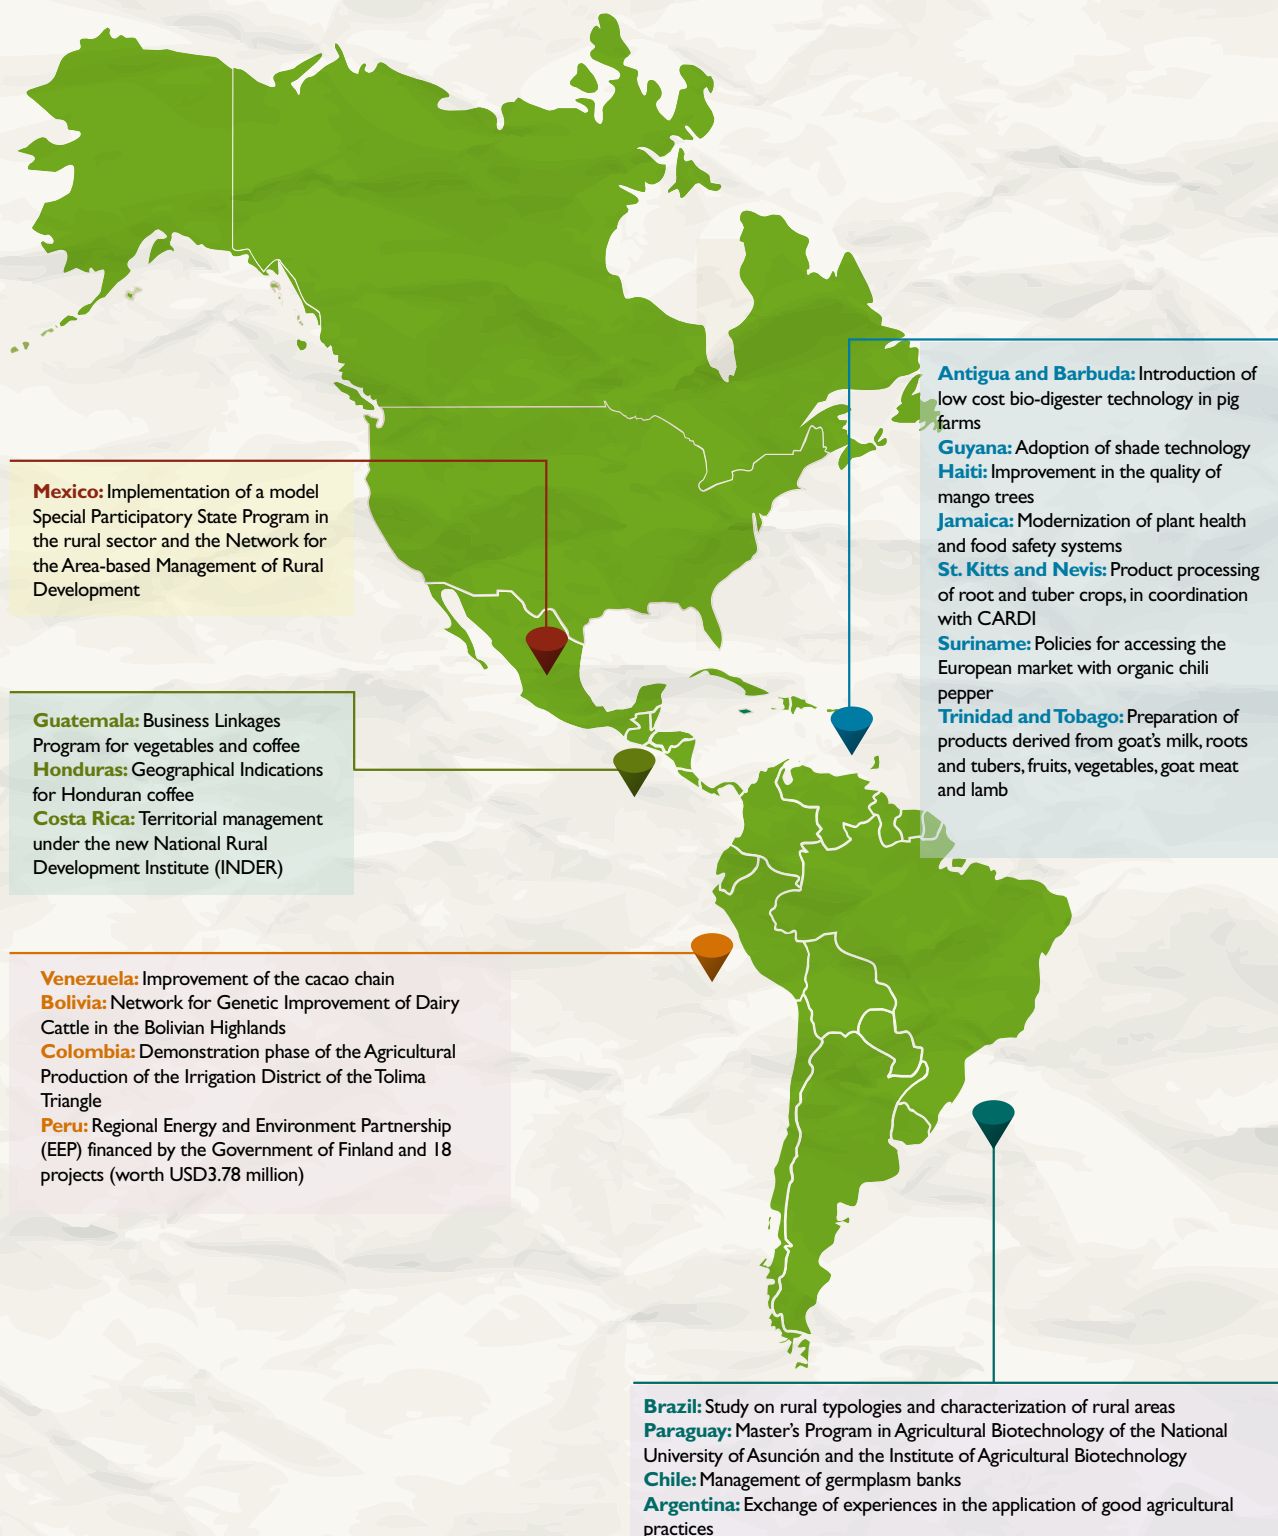 Antigua and Barbuda: Introduction of
low cost bio-digester technology in pig
farms
Guyana: Adoption of shade technology
Haiti: Improvement in the quality of
mango trees
Jamaica: Modernization of plant health
and food safety systems
St. Kitts and Nevis: Product processing
of root and tuber crops, in coordination
with CARDI
Suriname: Policies for accessing the
European market with organic chili
pepper
Trinidad and Tobago: Preparation of
products derived from goat's milk, roots
and tubers, fruits, vegetables, goat meat
and lamb
Mexico: Implementation of a model
Special Participatory State Program in
the rural sector and the Network for
the Area-based Management of Rural
Development
Guatemala: Business Linkages
Program for vegetables and coffee
Honduras: Geographical Indications
for Honduran coffee
Costa Rica: Territorial management
under the new National Rural
Development Institute (INDER)
Venezuela: Improvement of the cacao chain
Bolivia: Network for Genetic Improvement of Dairy
Cattle in the Bolivian Highlands
Colombia: Demonstration phase of the Agricultural
Production of the Irrigation District of the Tolima
Triangle
Peru: Regional Energy and Environment Partnership
(EEP) financed by the Government of Finland and 18
projects (worth USD3.78 million)
Brazil: Study on rural typologies and characterization of rural areas
Paraguay: Master's Program in Agricultural Biotechnology of the National
University of Asunción and the Institute of Agricultural Biotechnology
Chile: Management of germplasm banks
Argentina: Exchange of experiences in the application of good agricultural
practices